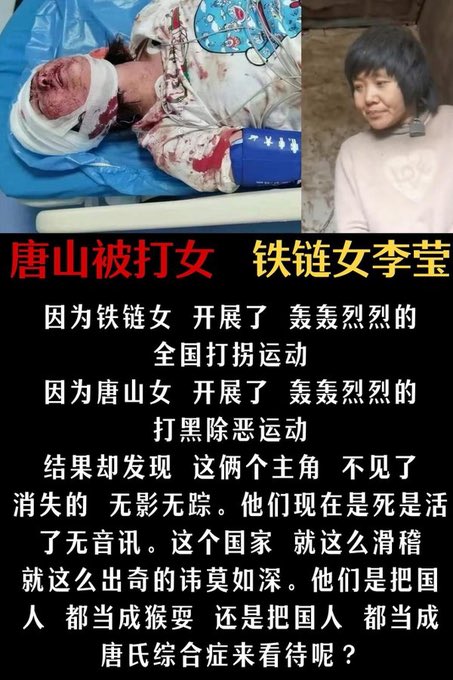 唐山被打女 铁链女李莹
因为铁链女 开展了 轰轰烈烈的
全国打拐运动
因为唐山女 开展了 轰轰烈烈的
打黑除恶运动
结果却发现 这俩个主角 不见了
消失的 无影无踪。他们现在是死是活
了无音讯。这个国家 就这么滑稽
就这么出奇的讳莫如深。他们是把国
人 都当成猴耍 还是把国人 都当成
唐氏综合症来看待呢？